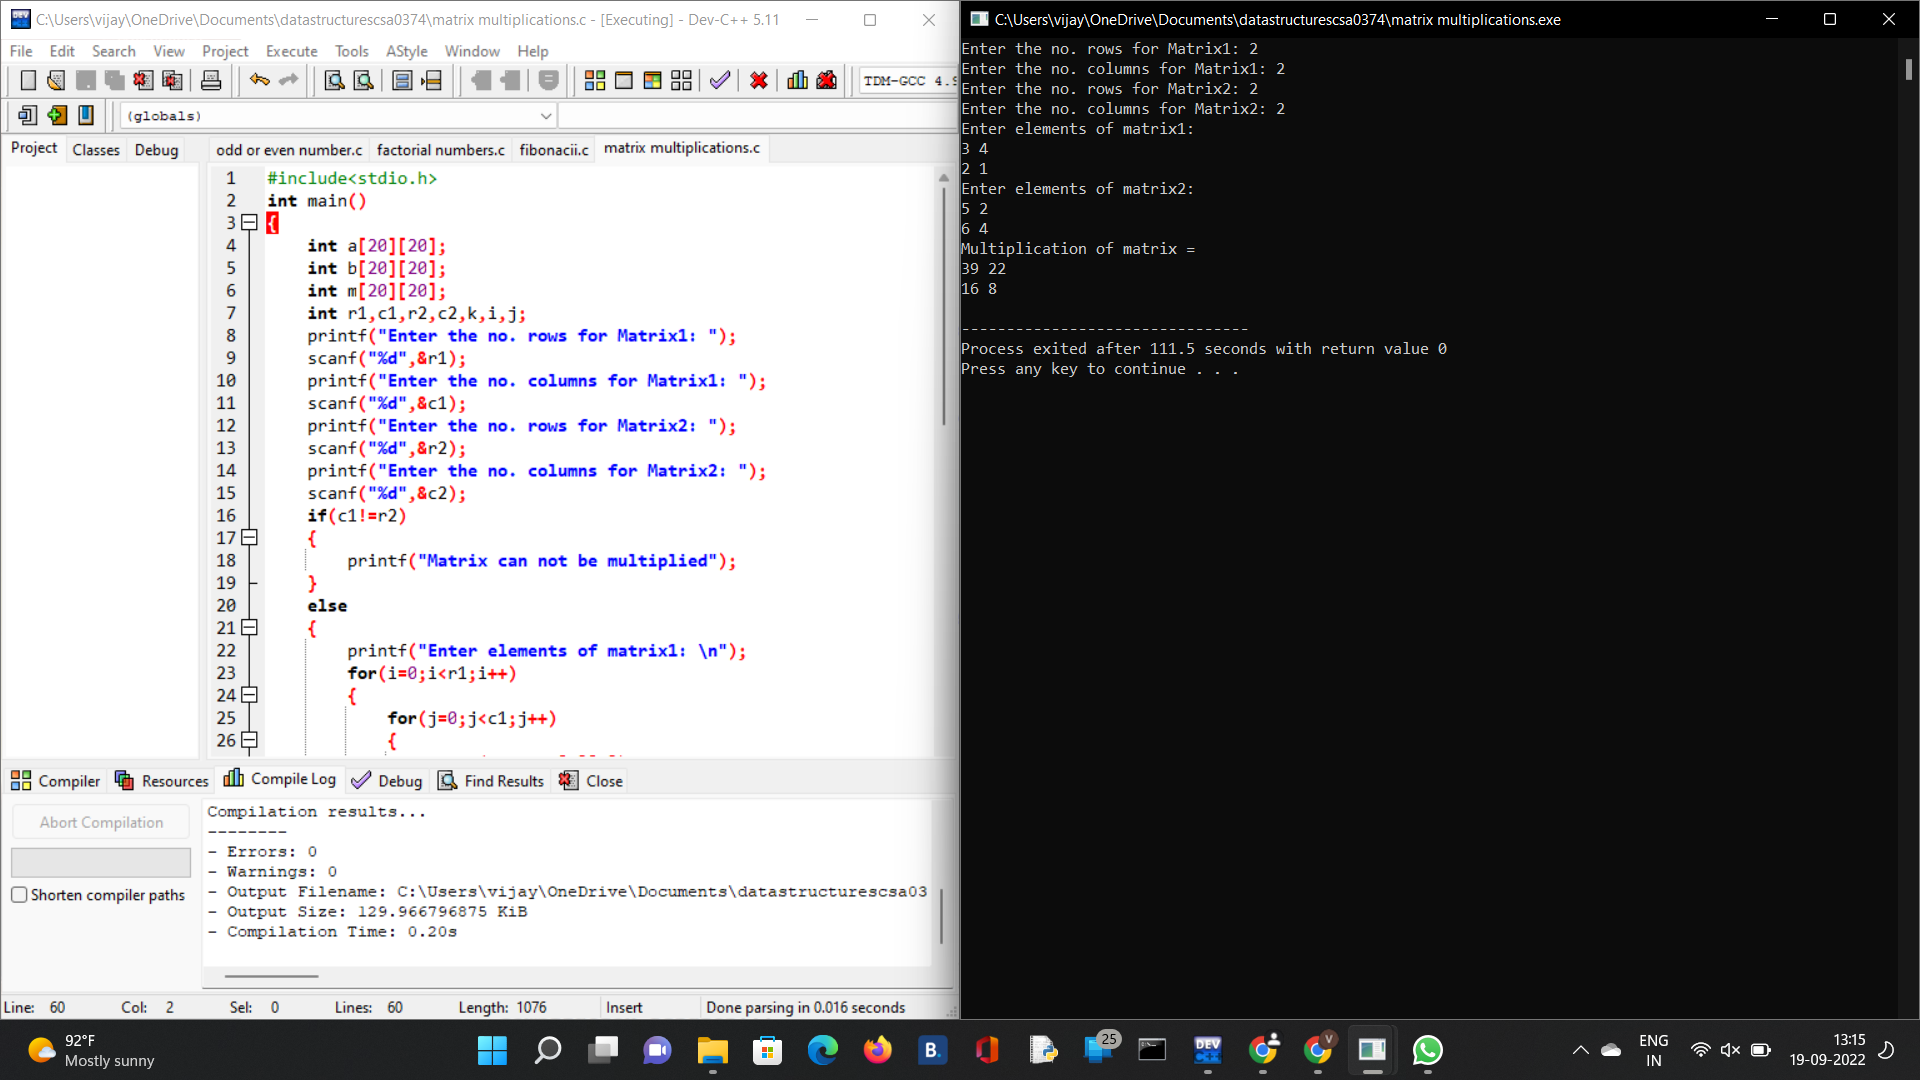 C:\Users\vijay\OneDrive\Documents\datastructurescsa0374\matrix multiplications.c - [Executing] - Dev-C++ 5.11
File Edit Search View Project Execute Tools AStyle Window Help
TDM-GCC 4.9
(globals)
Project Classes Debug
odd or even number.c factorial numbers.c fibonacii.c matrix multiplications.c
1 #include<stdio.h>
2 int main()
3 {
4 int a[20][20];
5 int b[20][20];
6 int m[20][20];
7 int r1,c1,r2,c2,k,i,j;
8 printf("Enter the no. rows for Matrix1: ");
9 scanf("%d",&r1);
10 printf("Enter the no. columns for Matrix1: ");
11 scanf("%d",&c1);
12 printf("Enter the no. rows for Matrix2: ");
13 scanf("%d",&r2);
14 printf("Enter the no. columns for Matrix2: ");
15 scanf("%d",&c2);
16 if(c1!=r2)
17 {
18 printf("Matrix can not be multiplied");
19 }
20 else
21 {
22 printf("Enter elements of matrix1: \n");
23 for(i=0;i<r1;i++)
24 {
25 for(j=0;j<c1;j++)
26 {
Compiler Resources Compile Log Debug Find Results Close
Abort Compilation
Shorten compiler paths
Compilation results...
--------
- Errors: 0
- Warnings: 0
- Output Filename: C:\Users\vijay\OneDrive\Documents\datastructurescsa03
- Output Size: 129.966796875 KiB
- Compilation Time: 0.20s
Line: 60 Col: 2 Sel: 0 Lines: 60 Length: 1076 Insert Done parsing in 0.016 seconds
C:\Users\vijay\OneDrive\Documents\datastructurescsa0374\matrix multiplications.exe
Enter the no. rows for Matrix1: 2
Enter the no. columns for Matrix1: 2
Enter the no. rows for Matrix2: 2
Enter the no. columns for Matrix2: 2
Enter elements of matrix1:
3 4
2 1
Enter elements of matrix2:
5 2
6 4
Multiplication of matrix =
39 22
16 8
--------------------------------
Process exited after 111.5 seconds with return value 0
Press any key to continue . . .
92°F
Mostly sunny
B.
25
DEV
C++
V
ENG
IN
13:15
19-09-2022